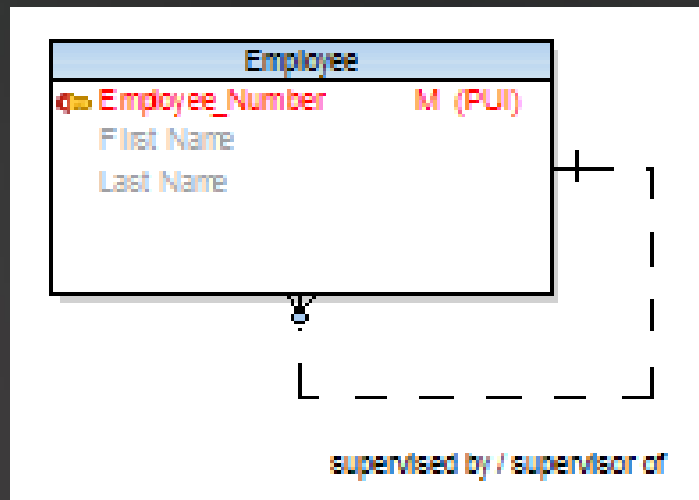 Employee
Employee_Number M (PUI)
First Name
Last Name
supervised by / supervisor of